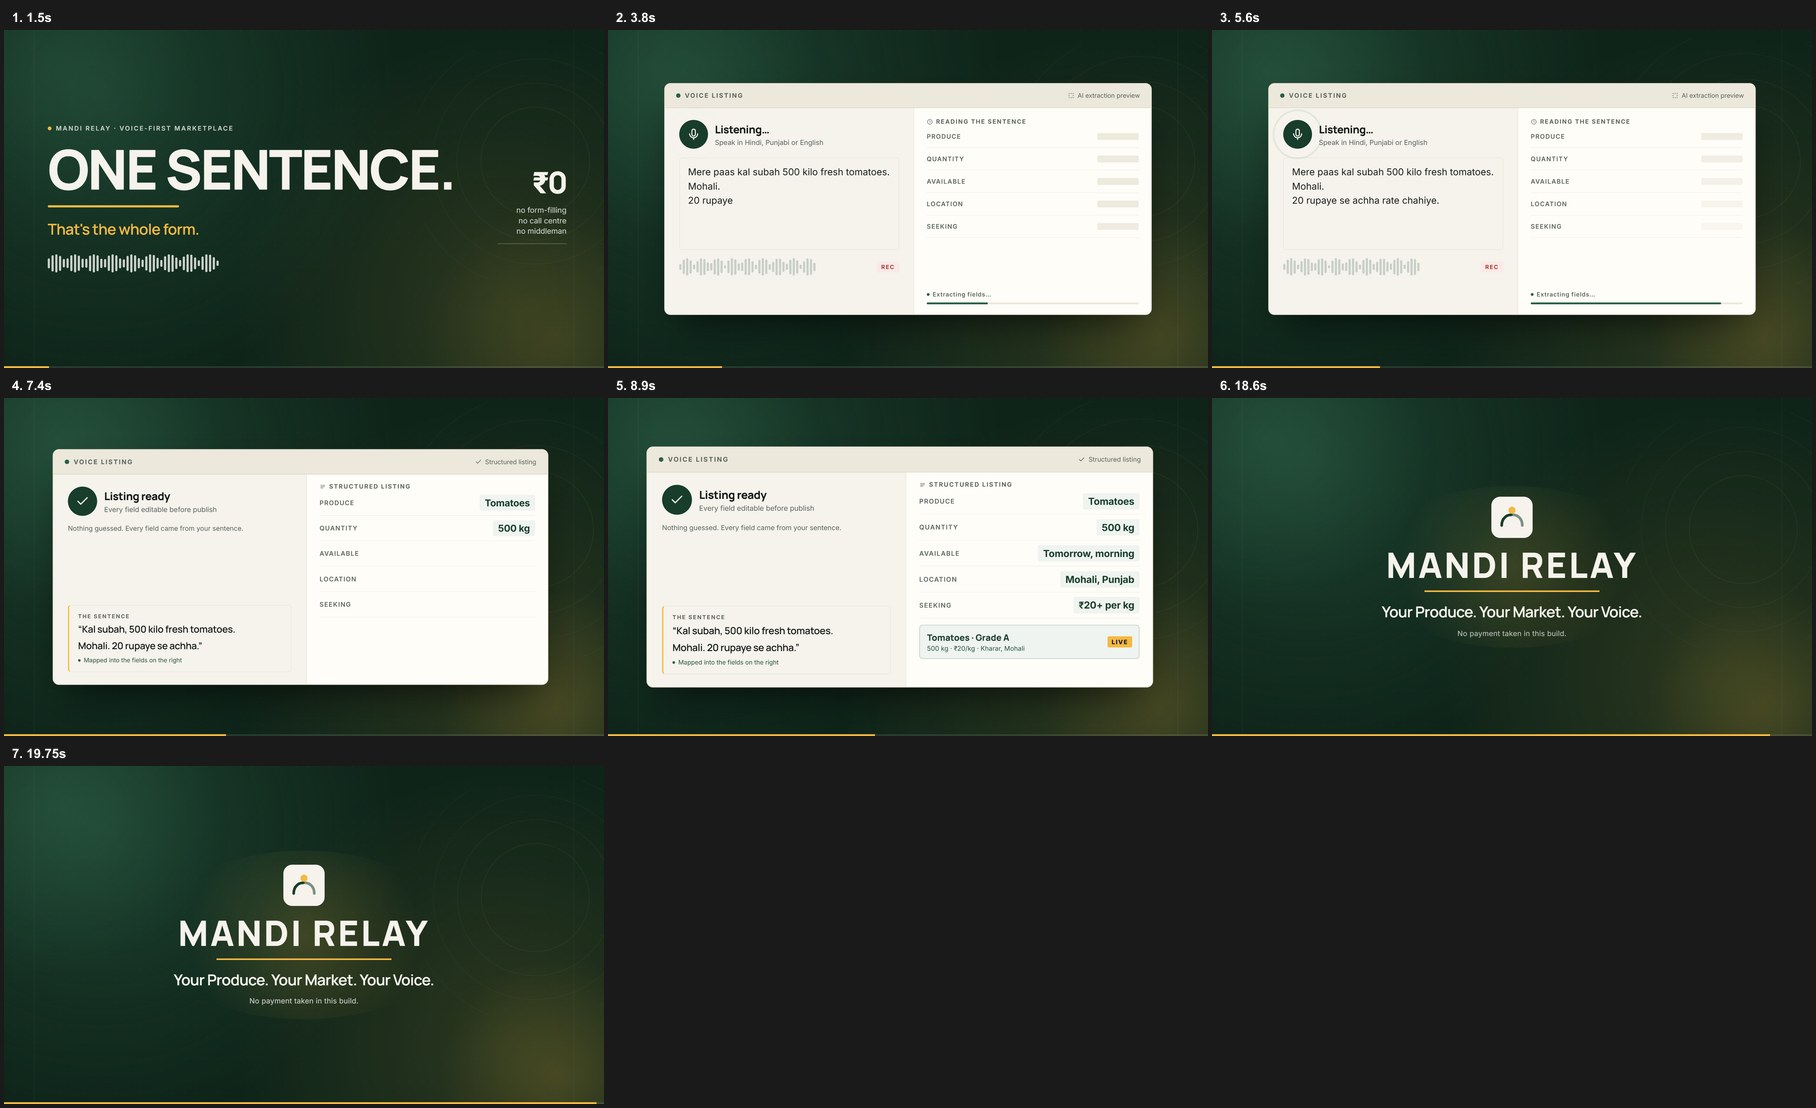 1. 1.5s
MANDI RELAY · VOICE-FIRST MARKETPLACE
ONE SENTENCE.
That's the whole form.
₹0
no form-filling
no call centre
no middleman
2. 3.8s
VOICE LISTING
AI extraction preview
Listening...
Speak in Hindi, Punjabi or English
Mere paas kal subah 500 kilo fresh tomatoes.
Mohali.
20 rupaye
REC
READING THE SENTENCE
PRODUCE
QUANTITY
AVAILABLE
LOCATION
SEEKING
Extracting fields...
3. 5.6s
VOICE LISTING
AI extraction preview
Listening...
Speak in Hindi, Punjabi or English
Mere paas kal subah 500 kilo fresh tomatoes.
Mohali.
20 rupaye se achha rate chahiye.
REC
READING THE SENTENCE
PRODUCE
QUANTITY
AVAILABLE
LOCATION
SEEKING
Extracting fields...
4. 7.4s
VOICE LISTING
Structured listing
Listing ready
Every field editable before publish
Nothing guessed. Every field came from your sentence.
THE SENTENCE
“Kal subah, 500 kilo fresh tomatoes.
Mohali. 20 rupaye se achha.”
Mapped into the fields on the right
STRUCTURED LISTING
PRODUCE Tomatoes
QUANTITY 500 kg
AVAILABLE
LOCATION
SEEKING
5. 8.9s
VOICE LISTING
Structured listing
Listing ready
Every field editable before publish
Nothing guessed. Every field came from your sentence.
THE SENTENCE
“Kal subah, 500 kilo fresh tomatoes.
Mohali. 20 rupaye se achha.”
Mapped into the fields on the right
STRUCTURED LISTING
PRODUCE Tomatoes
QUANTITY 500 kg
AVAILABLE Tomorrow, morning
LOCATION Mohali, Punjab
SEEKING ₹20+ per kg
Tomatoes · Grade A
500 kg · ₹20/kg · Kharar, Mohali
LIVE
6. 18.6s
MANDI RELAY
Your Produce. Your Market. Your Voice.
No payment taken in this build.
7. 19.75s
MANDI RELAY
Your Produce. Your Market. Your Voice.
No payment taken in this build.